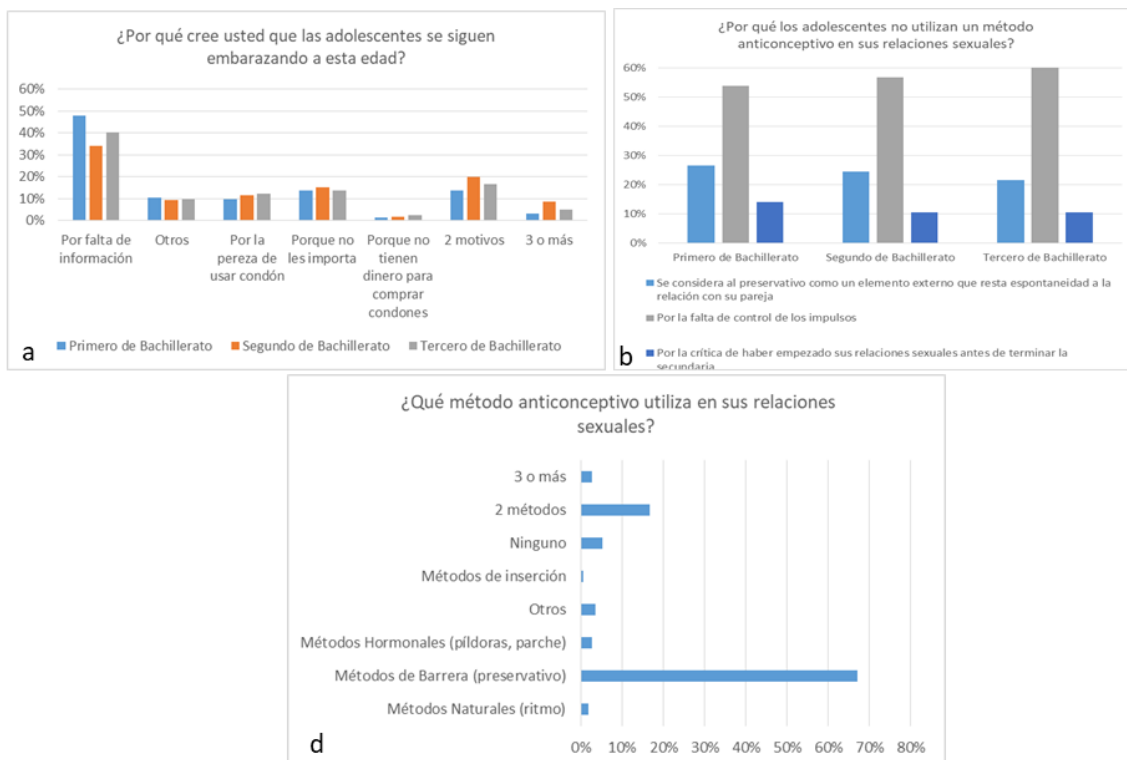 ¿Por qué cree usted que las adolescentes se siguen
embarazando a esta edad?
60%
50%
40%
30%
20%
10%
0%
Por falta de
información
Otros
Por la
pereza de
usar condón
Porque no
les importa
Porque no
tienen
dinero para
comprar
condones
2 motivos
3 o más
Primero de Bachillerato
Segundo de Bachillerato
Tercero de Bachillerato
a
¿Por qué los adolescentes no utilizan un método
anticonceptivo en sus relaciones sexuales?
60%
50%
40%
30%
20%
10%
0%
Primero de Bachillerato
Segundo de Bachillerato
Tercero de Bachillerato
Se considera al preservativo como un elemento externo que resta espontaneidad a la
relación con su pareja
Por la falta de control de los impulsos
Por la crítica de haber empezado sus relaciones sexuales antes de terminar la
secundaria
b
¿Qué método anticonceptivo utiliza en sus relaciones
sexuales?
3 o más
2 métodos
Ninguno
Métodos de inserción
Otros
Métodos Hormonales (píldoras, parche)
Métodos de Barrera (preservativo)
Métodos Naturales (ritmo)
0% 10% 20% 30% 40% 50% 60% 70% 80%
d